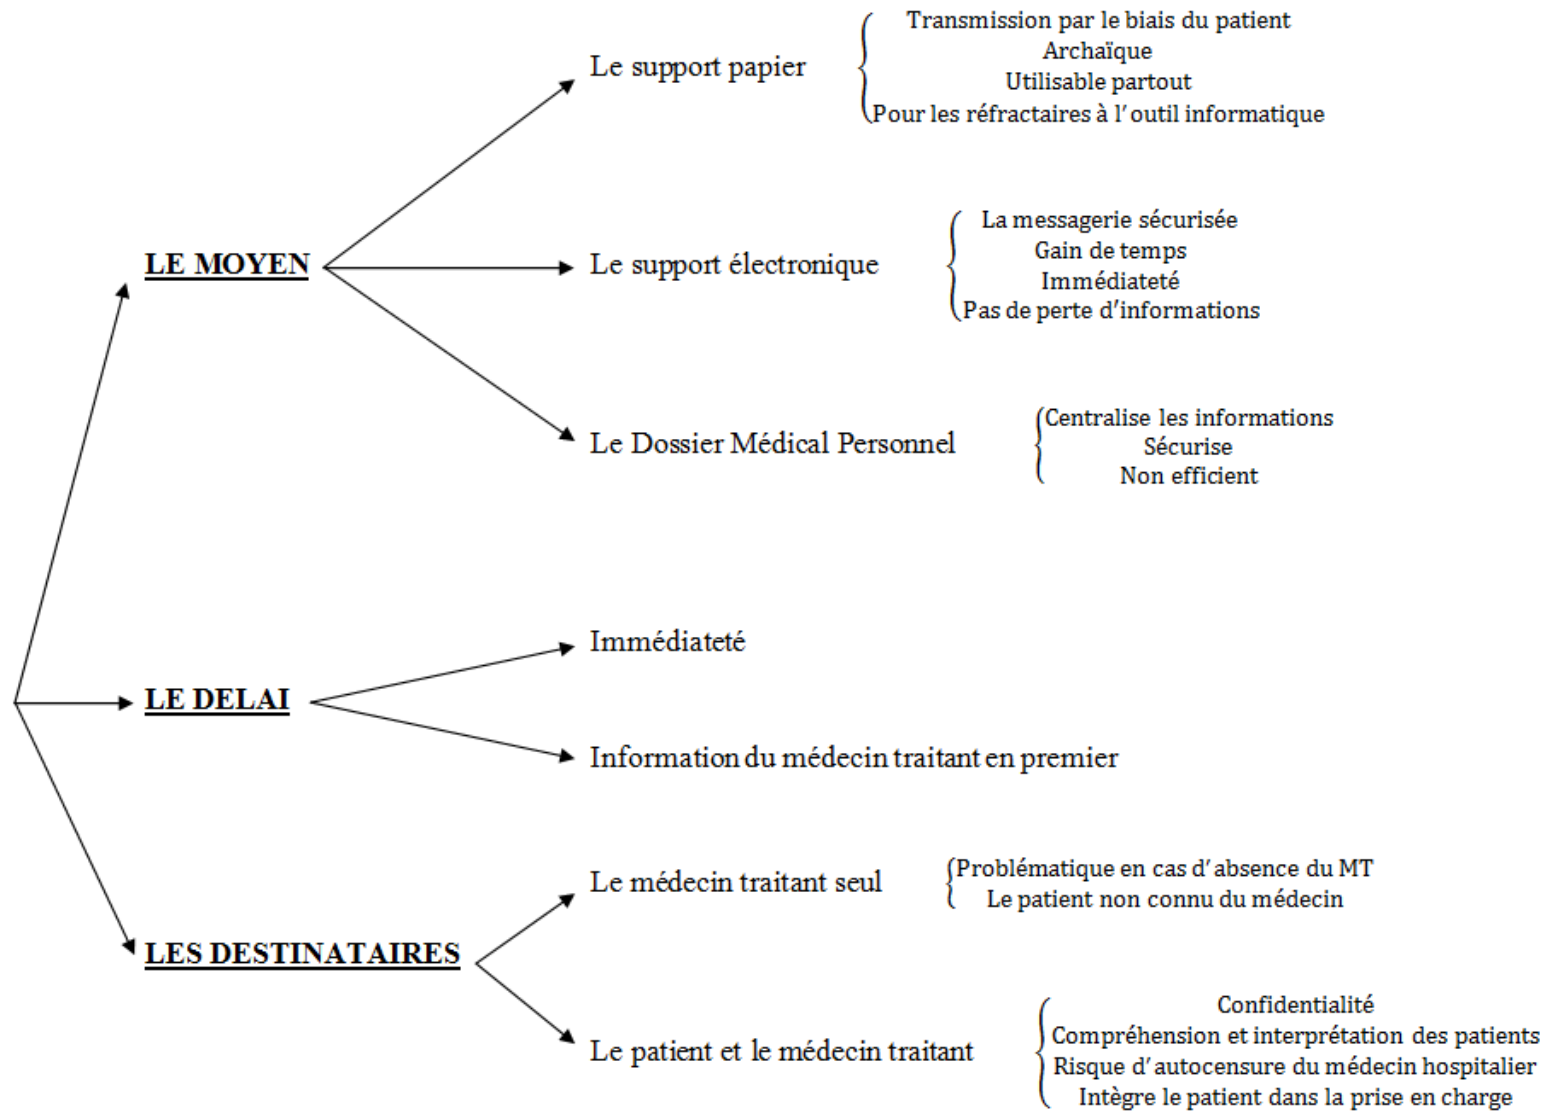 LE MOYEN
Le support papier
Transmission par le biais du patient
Archaïque
Utilisable partout
Pour les réfractaires à l'outil informatique
Le support électronique
La messagerie sécurisée
Gain de temps
Immédiateté
Pas de perte d'informations
Le Dossier Médical Personnel
Centralise les informations
Sécurise
Non efficient
LE DELAI
Immédiateté
Information du médecin traitant en premier
LES DESTINATAIRES
Le médecin traitant seul
Problématique en cas d'absence du MT
Le patient non connu du médecin
Le patient et le médecin traitant
Confidentialité
Compréhension et interprétation des patients
Risque d'autocensure du médecin hospitalier
Intègre le patient dans la prise en charge